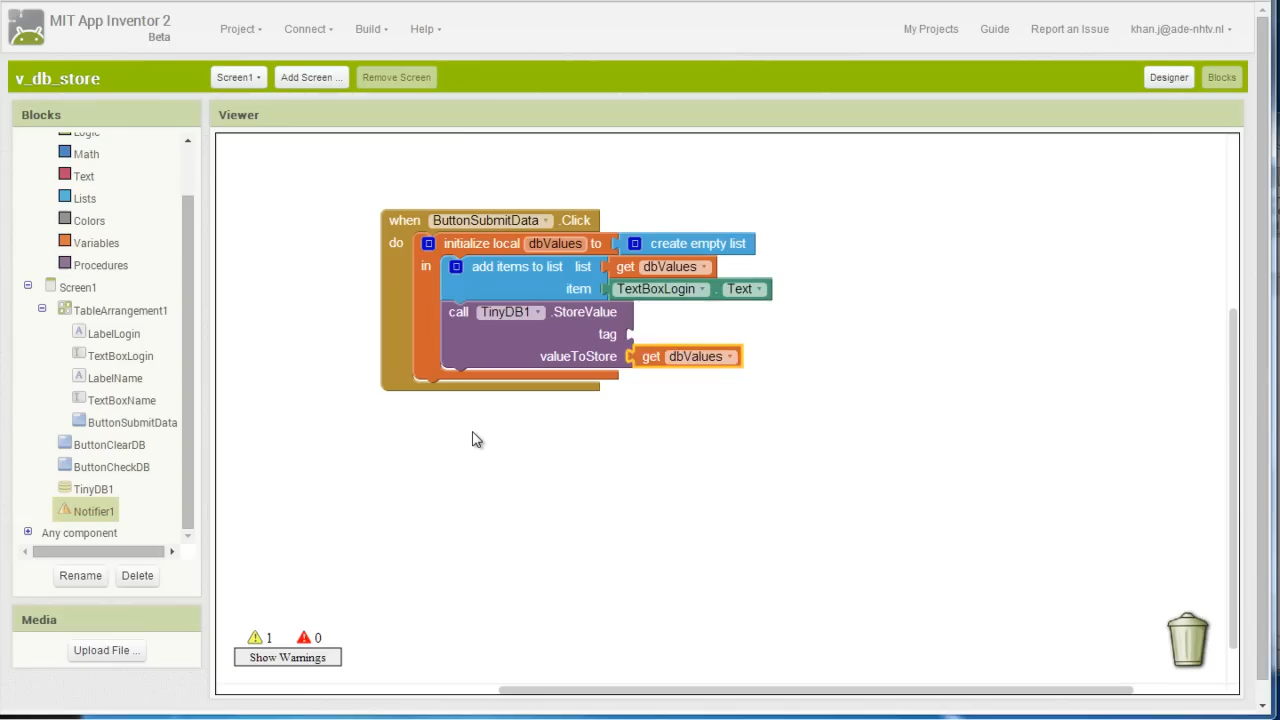 MIT App Inventor 2
Beta
Project Connect Build Help
My Projects Guide Report an Issue khan.j@ade-nhtv.nl
v_db_store
Screen1 Add Screen ... Remove Screen
Designer Blocks
Blocks
Viewer
Logic
Math
Text
Lists
Colors
Variables
Procedures
Screen1
TableArrangement1
LabelLogin
TextBoxLogin
LabelName
TextBoxName
ButtonSubmitData
ButtonClearDB
ButtonCheckDB
TinyDB1
Notifier1
Any component
Rename Delete
Media
Upload File ...
when ButtonSubmitData .Click
do initialize local dbValues to create empty list
in add items to list list get dbValues
item TextBoxLogin . Text
call TinyDB1 .StoreValue
tag
valueToStore get dbValues
1 0
Show Warnings